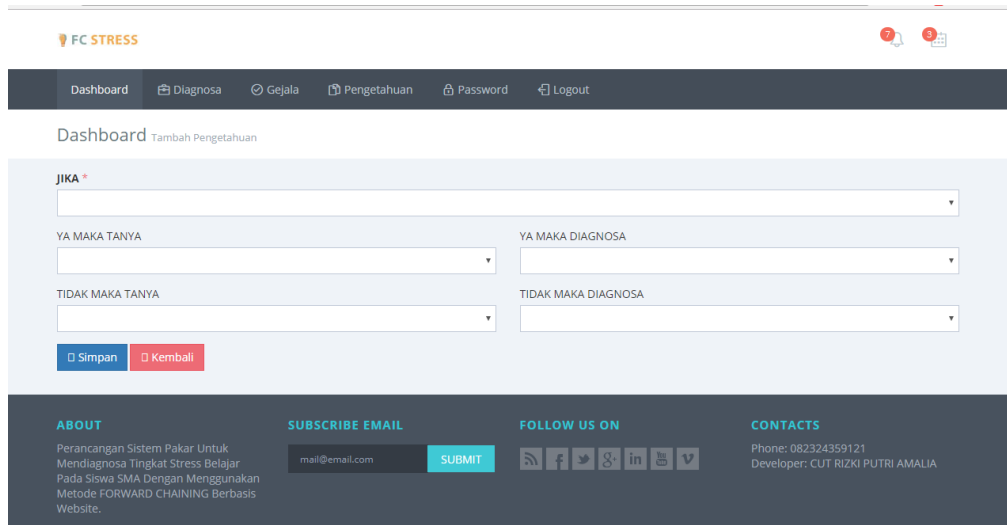 FC STRESS
7
3
Dashboard Diagnosa Gejala Pengetahuan Password Logout
Dashboard Tambah Pengetahuan
JIKA *
YA MAKA TANYA
YA MAKA DIAGNOSA
TIDAK MAKA TANYA
TIDAK MAKA DIAGNOSA
Simpan
Kembali
ABOUT
Perancangan Sistem Pakar Untuk
Mendiagnosa Tingkat Stress Belajar
Pada Siswa SMA Dengan Menggunakan
Metode FORWARD CHAINING Berbasis
Website.
SUBSCRIBE EMAIL
mail@email.com
SUBMIT
FOLLOW US ON
CONTACTS
Phone: 082324359121
Developer: CUT RIZKI PUTRI AMALIA